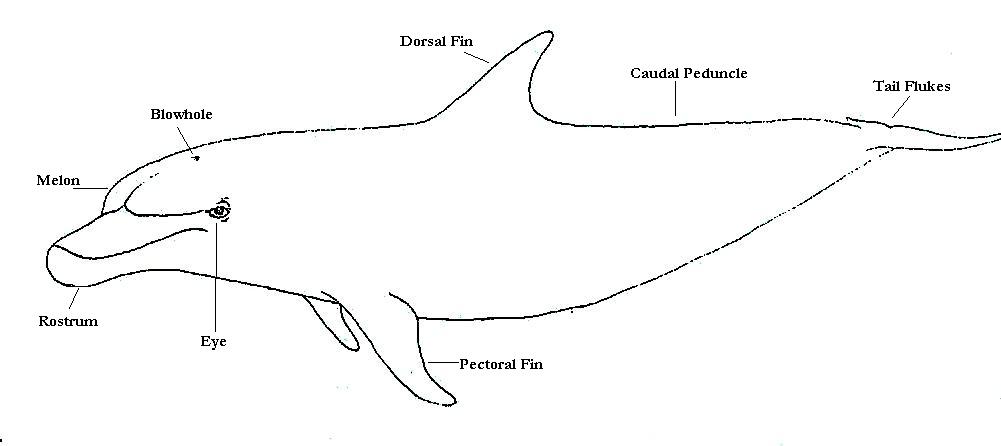 Dorsal Fin
Caudal Peduncle
Tail Flukes
Blowhole
Melon
Rostrum
Eye
Pectoral Fin